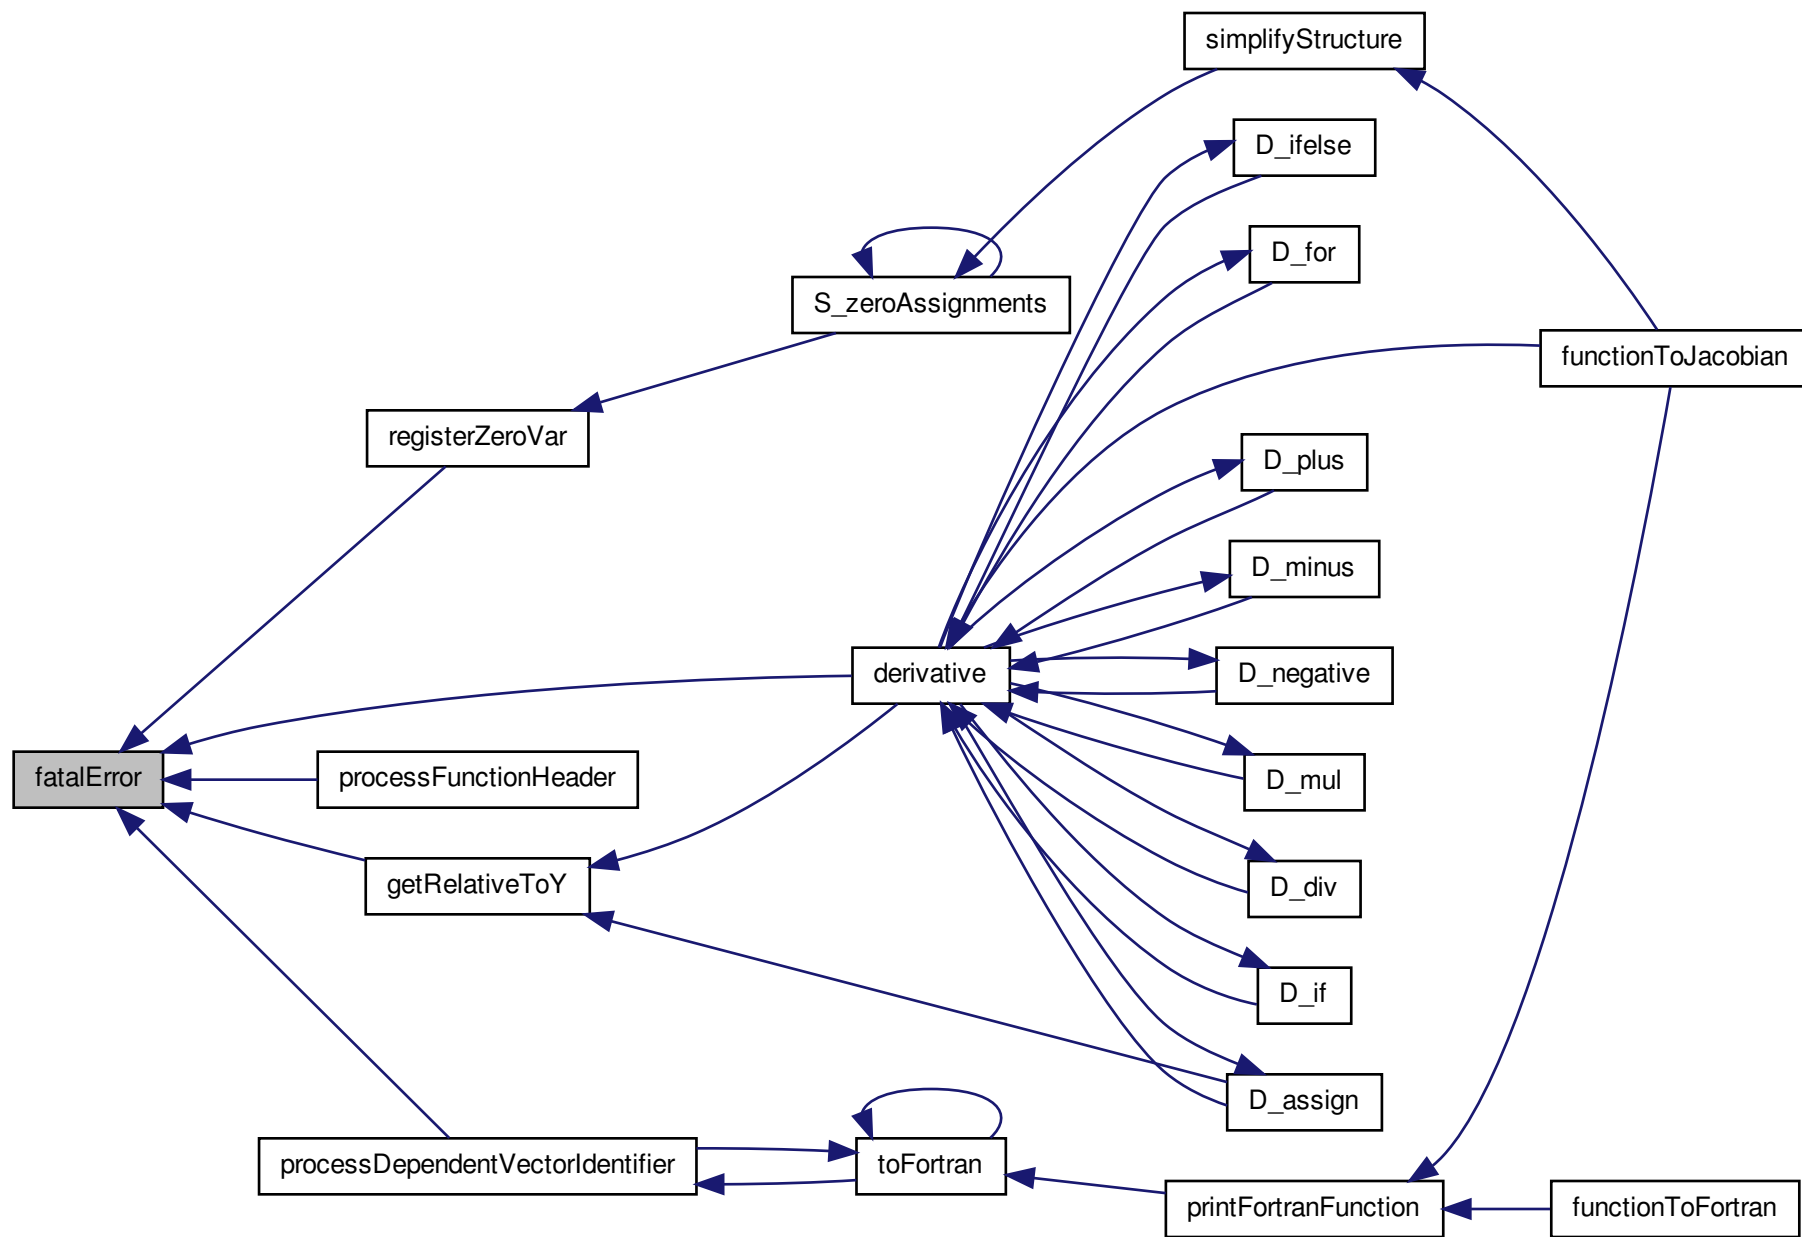 simplifyStructure
D_ifelse
D_for
S_zeroAssignments
functionToJacobian
registerZeroVar
D_plus
D_minus
derivative
D_negative
fatalError
processFunctionHeader
D_mul
getRelativeToY
D_div
D_if
D_assign
processDependentVectorIdentifier
toFortran
printFortranFunction
functionToFortran